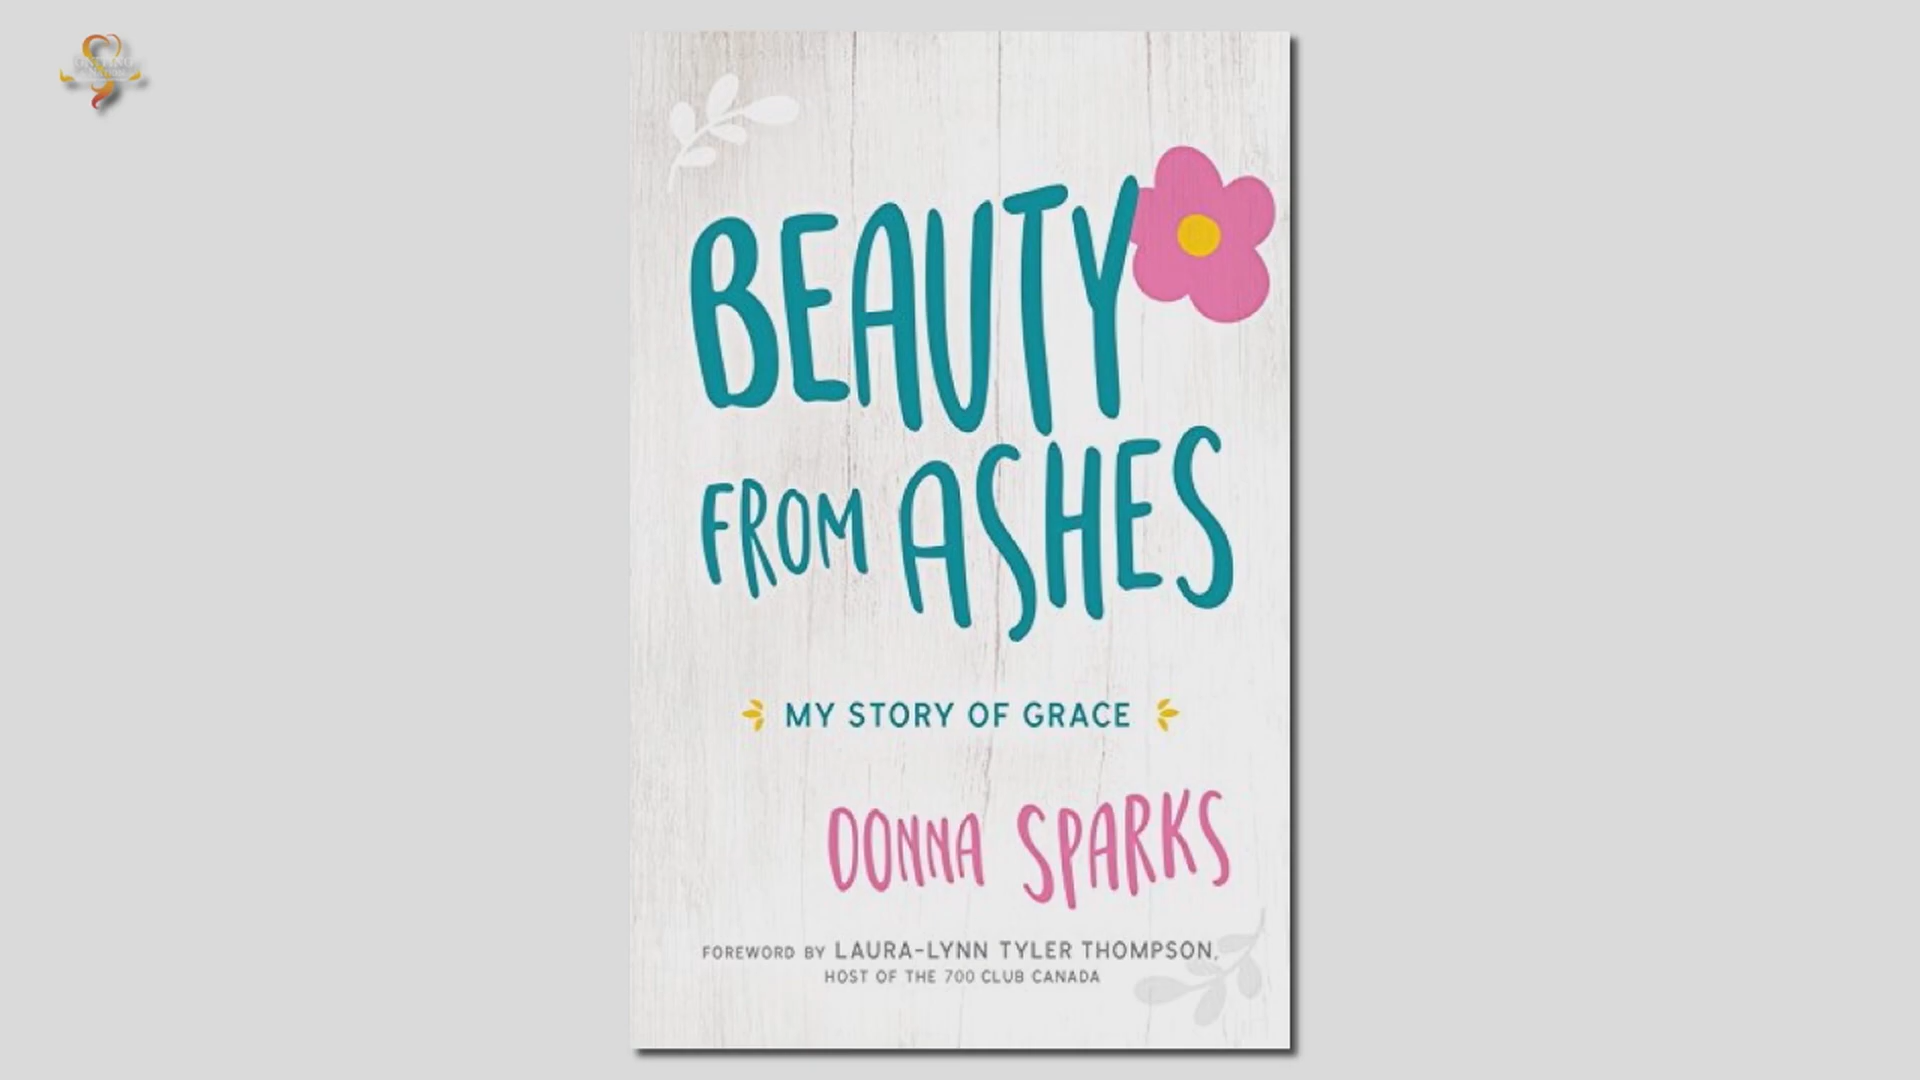 BEAUTY
FROM ASHES
MY STORY OF GRACE
DONNA SPARKS
FOREWORD BY LAURA-LYNN TYLER THOMPSON,
HOST OF THE 700 CLUB CANADA